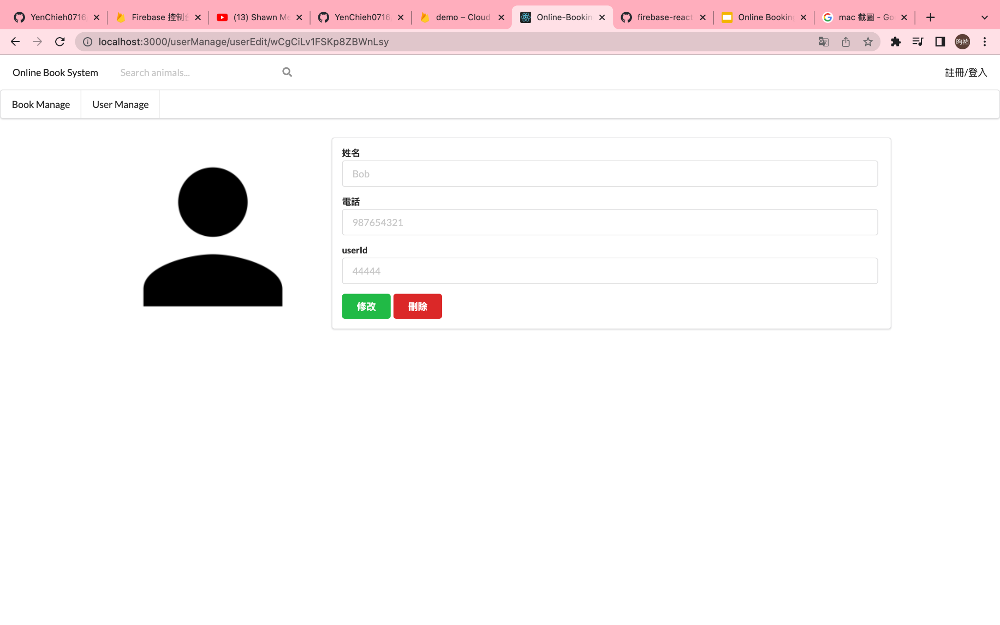 YenChieh0716
Firebase 控制台
(13) Shawn Me
YenChieh0716
demo – Cloud
Online-Bookin
firebase-react
Online Booking
mac 截圖 - Go
localhost:3000/userManage/userEdit/wCgCiLv1FSKp8ZBWnLsy
昀祐
Online Book System
Search animals...
註冊/登入
Book Manage
User Manage
姓名
Bob
電話
987654321
userId
44444
修改
刪除